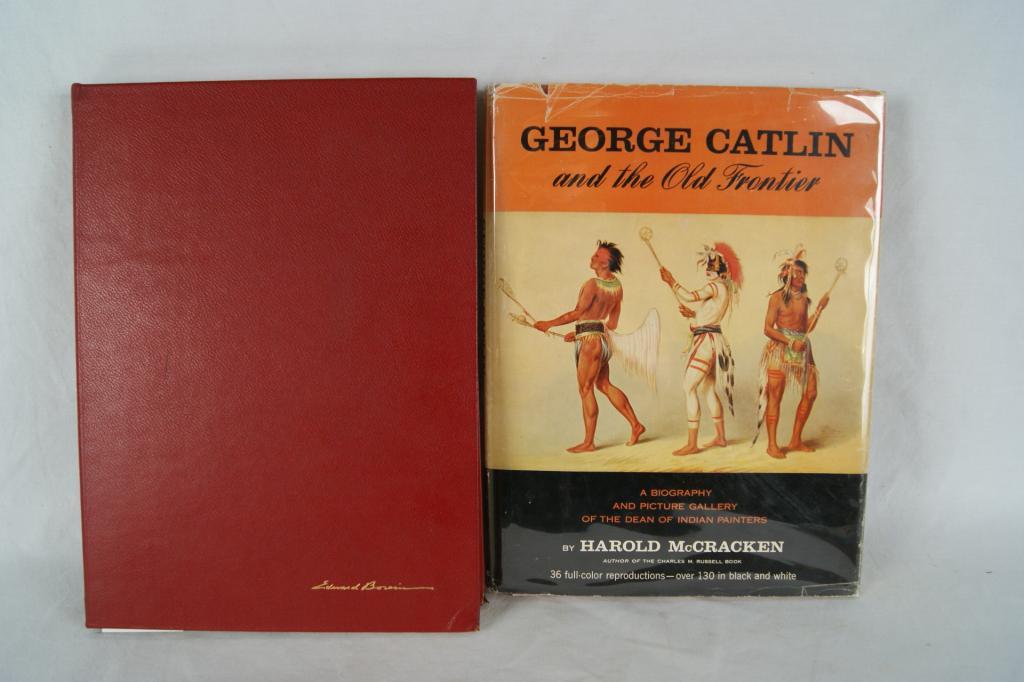 Edward Borein
GEORGE CATLIN
and the Old Frontier
A BIOGRAPHY
AND PICTURE GALLERY
OF THE DEAN OF INDIAN PAINTERS
BY HAROLD McCRACKEN
AUTHOR OF THE CHARLES M. RUSSELL BOOK
36 full-color reproductions—over 130 in black and white